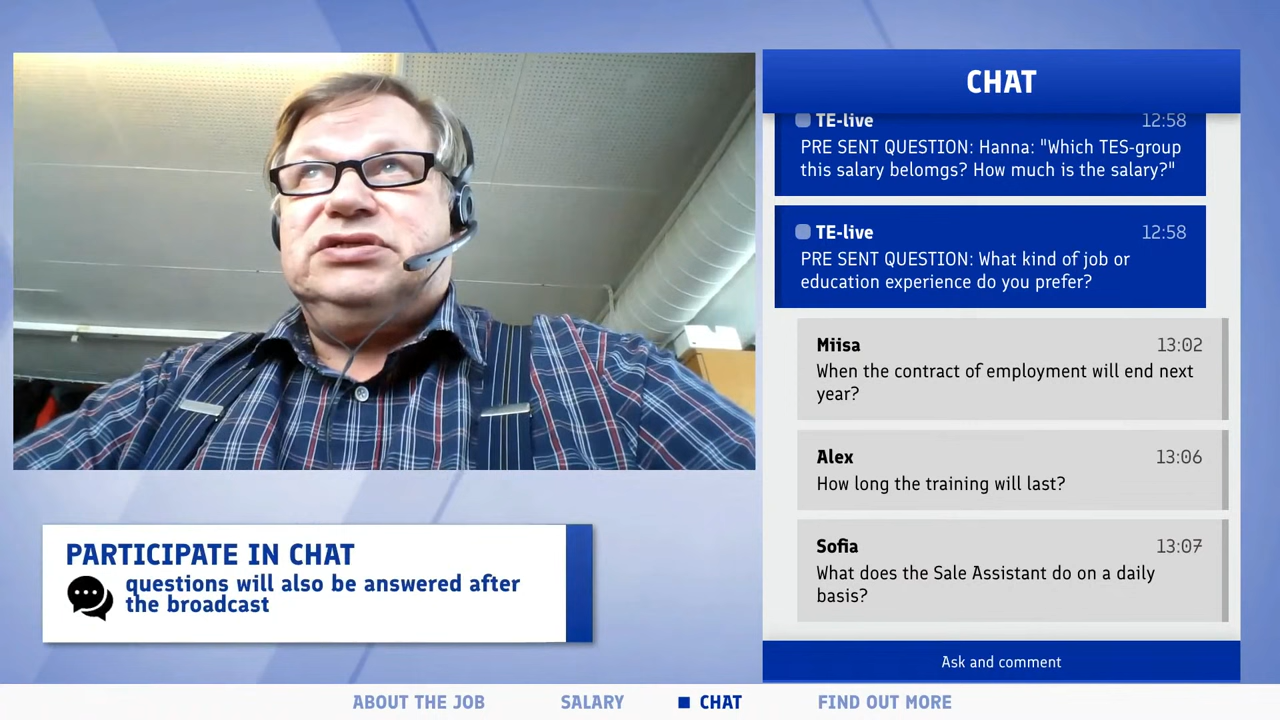 CHAT
TE-live 12:58
PRE SENT QUESTION: Hanna: "Which TES-group
this salary belomgs? How much is the salary?"
TE-live 12:58
PRE SENT QUESTION: What kind of job or
education experience do you prefer?
Miisa 13:02
When the contract of employment will end next
year?
Alex 13:06
How long the training will last?
Sofia 13:07
What does the Sale Assistant do on a daily
basis?
Ask and comment
PARTICIPATE IN CHAT
questions will also be answered after
the broadcast
ABOUT THE JOB SALARY CHAT FIND OUT MORE